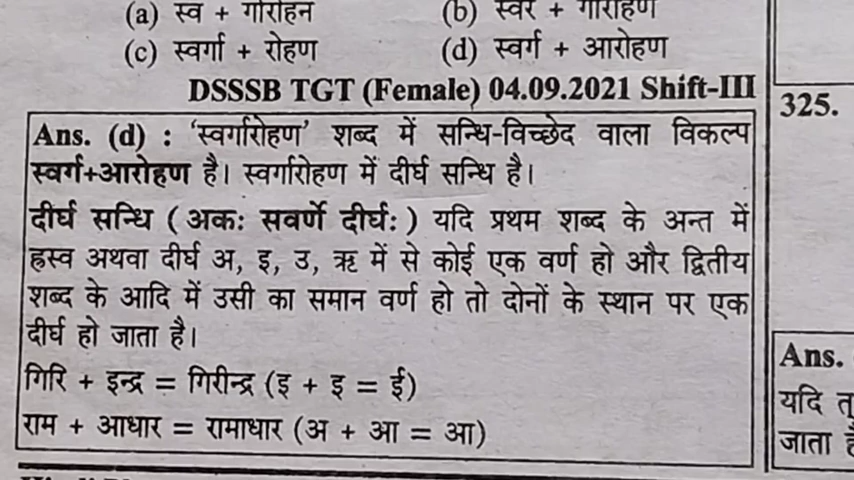 (a) स्व + गोरोहन (b) स्वर + गारोहण
(c) स्वर्गा + रोहण (d) स्वर्ग + आरोहण
DSSSB TGT (Female) 04.09.2021 Shift-III
Ans. (d) : 'स्वर्गारोहण' शब्द में सन्धि-विच्छेद वाला विकल्प
स्वर्ग+आरोहण है। स्वर्गारोहण में दीर्घ सन्धि है।
दीर्घ सन्धि ( अकः सवर्णे दीर्घः ) यदि प्रथम शब्द के अन्त में
ह्रस्व अथवा दीर्घ अ, इ, उ, ऋ में से कोई एक वर्ण हो और द्वितीय
शब्द के आदि में उसी का समान वर्ण हो तो दोनों के स्थान पर एक
दीर्घ हो जाता है।
गिरि + इन्द्र = गिरीन्द्र (इ + इ = ई)
राम + आधार = रामाधार (अ + आ = आ)
325.
Ans.
यदि
जाता